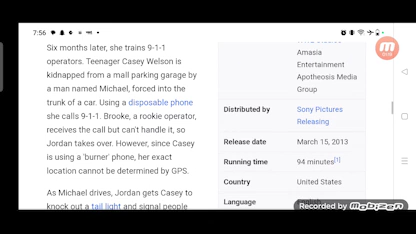 7:56
Six months later, she trains 9-1-1
operators. Teenager Casey Welson is
kidnapped from a mall parking garage by
a man named Michael, forced into the
trunk of a car. Using a disposable phone
she calls 9-1-1. Brooke, a rookie operator,
receives the call but can't handle it, so
Jordan takes over. However, since Casey
is using a 'burner' phone, her exact
location cannot be determined by GPS.
As Michael drives, Jordan gets Casey to
knock out a tail light and signal people
Amasia
Entertainment
Apotheosis Media
Group
Distributed by Sony Pictures
Releasing
Release date March 15, 2013
Running time 94 minutes[1]
Country United States
Language
Recorded by mobizen